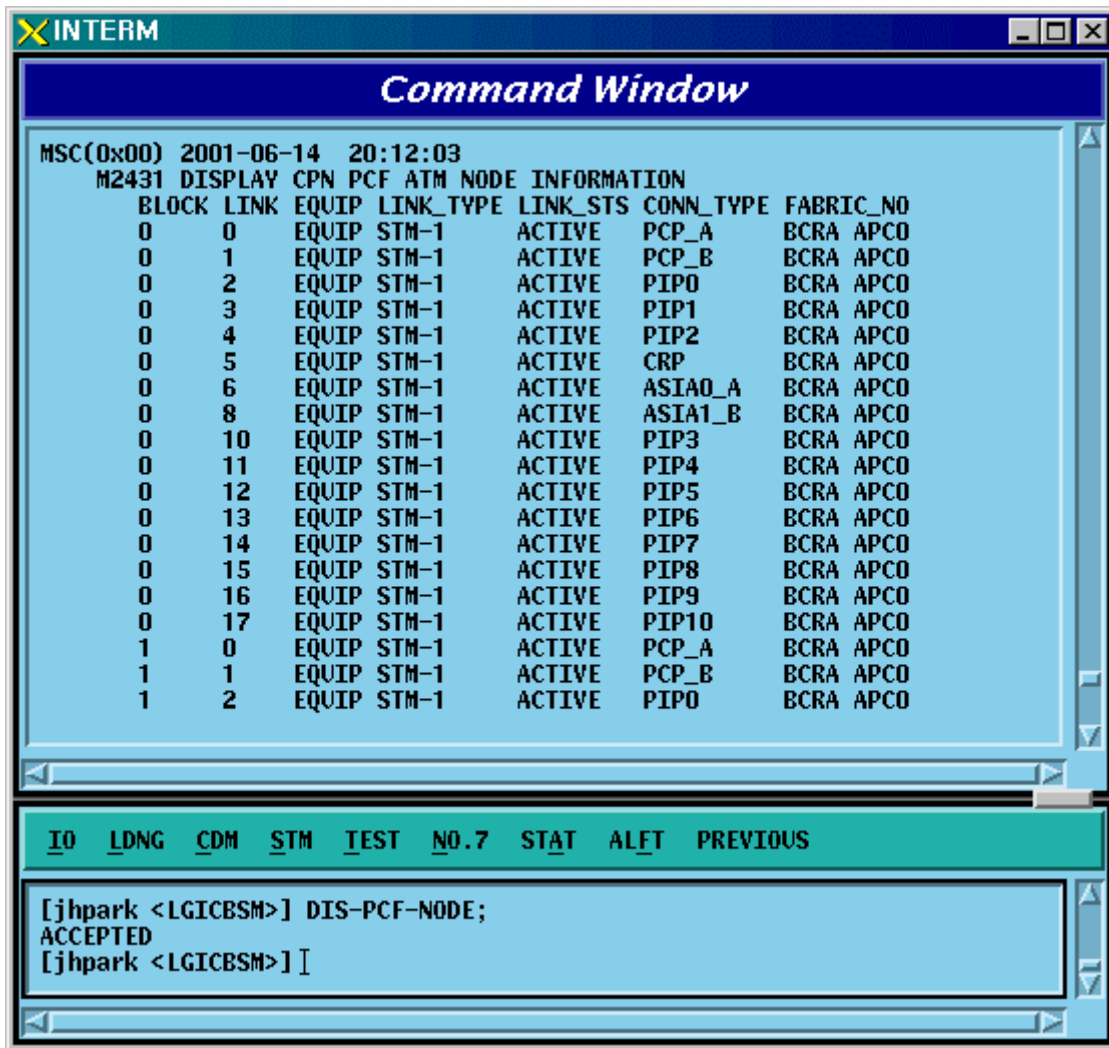 INTERM
Command Window
MSC(0x00) 2001-06-14 20:12:03
M2431 DISPLAY CPN PCF ATM NODE INFORMATION
BLOCK LINK EQUIP LINK_TYPE LINK_STS CONN_TYPE FABRIC_NO
0 0 EQUIP STM-1 ACTIVE PCP_A BCRA APC0
0 1 EQUIP STM-1 ACTIVE PCP_B BCRA APC0
0 2 EQUIP STM-1 ACTIVE PIP0 BCRA APC0
0 3 EQUIP STM-1 ACTIVE PIP1 BCRA APC0
0 4 EQUIP STM-1 ACTIVE PIP2 BCRA APC0
0 5 EQUIP STM-1 ACTIVE CRP BCRA APC0
0 6 EQUIP STM-1 ACTIVE ASIA0_A BCRA APC0
0 8 EQUIP STM-1 ACTIVE ASIA1_B BCRA APC0
0 10 EQUIP STM-1 ACTIVE PIP3 BCRA APC0
0 11 EQUIP STM-1 ACTIVE PIP4 BCRA APC0
0 12 EQUIP STM-1 ACTIVE PIP5 BCRA APC0
0 13 EQUIP STM-1 ACTIVE PIP6 BCRA APC0
0 14 EQUIP STM-1 ACTIVE PIP7 BCRA APC0
0 15 EQUIP STM-1 ACTIVE PIP8 BCRA APC0
0 16 EQUIP STM-1 ACTIVE PIP9 BCRA APC0
0 17 EQUIP STM-1 ACTIVE PIP10 BCRA APC0
1 0 EQUIP STM-1 ACTIVE PCP_A BCRA APC0
1 1 EQUIP STM-1 ACTIVE PCP_B BCRA APC0
1 2 EQUIP STM-1 ACTIVE PIP0 BCRA APC0
IO LDNG CDM STM TEST NO.7 STAT ALFT PREVIOUS
[jhpark <LGICBSM>] DIS-PCF-NODE;
ACCEPTED
[jhpark <LGICBSM>]